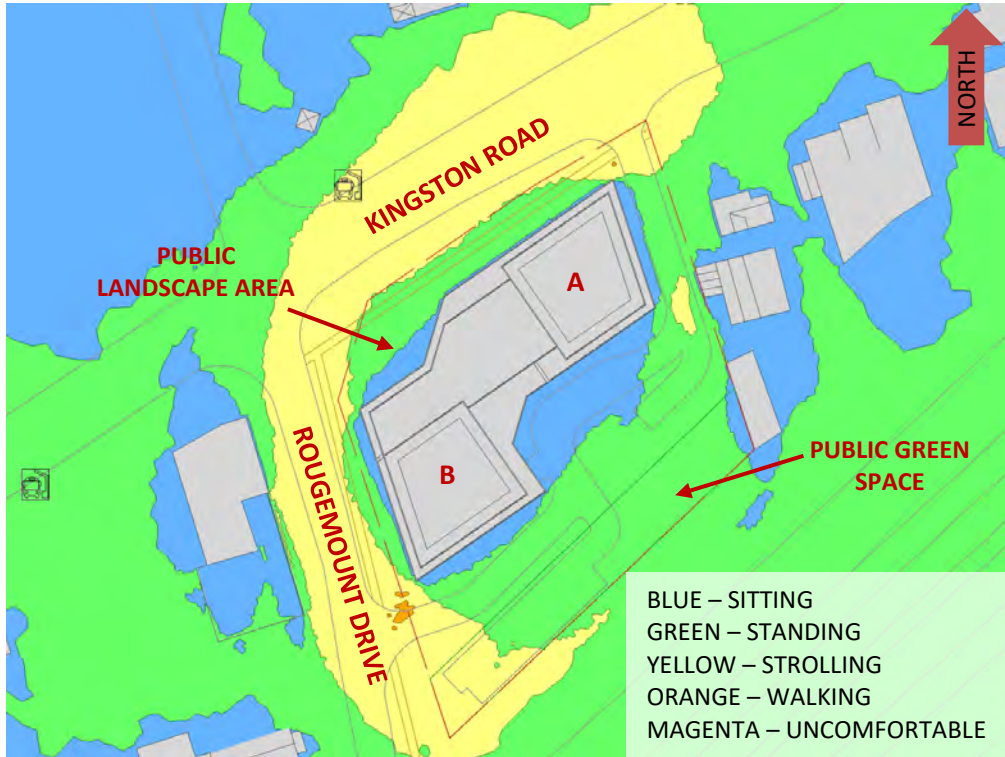 NORTH
KINGSTON ROAD
PUBLIC
LANDSCAPE AREA
A
B
ROUGEMOUNT DRIVE
PUBLIC GREEN
SPACE
BLUE – SITTING
GREEN – STANDING
YELLOW – STROLLING
ORANGE – WALKING
MAGENTA – UNCOMFORTABLE